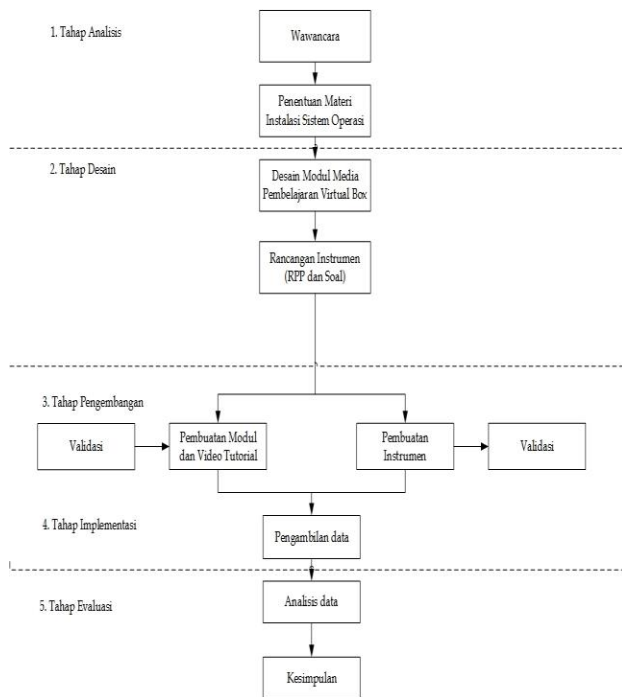 1. Tahap Analisis
Wawancara
Penentuan Materi
Instalasi Sistem Operasi
2. Tahap Desain
Desain Modul Media
Pembelajaran Virtual Box
Rancangan Instrumen
(RPP dan Soal)
3. Tahap Pengembangan
Validasi
Pembuatan Modul
dan Video Tutorial
Pembuatan
Instrumen
Validasi
4. Tahap Implementasi
Pengambilan data
5. Tahap Evaluasi
Analisis data
Kesimpulan